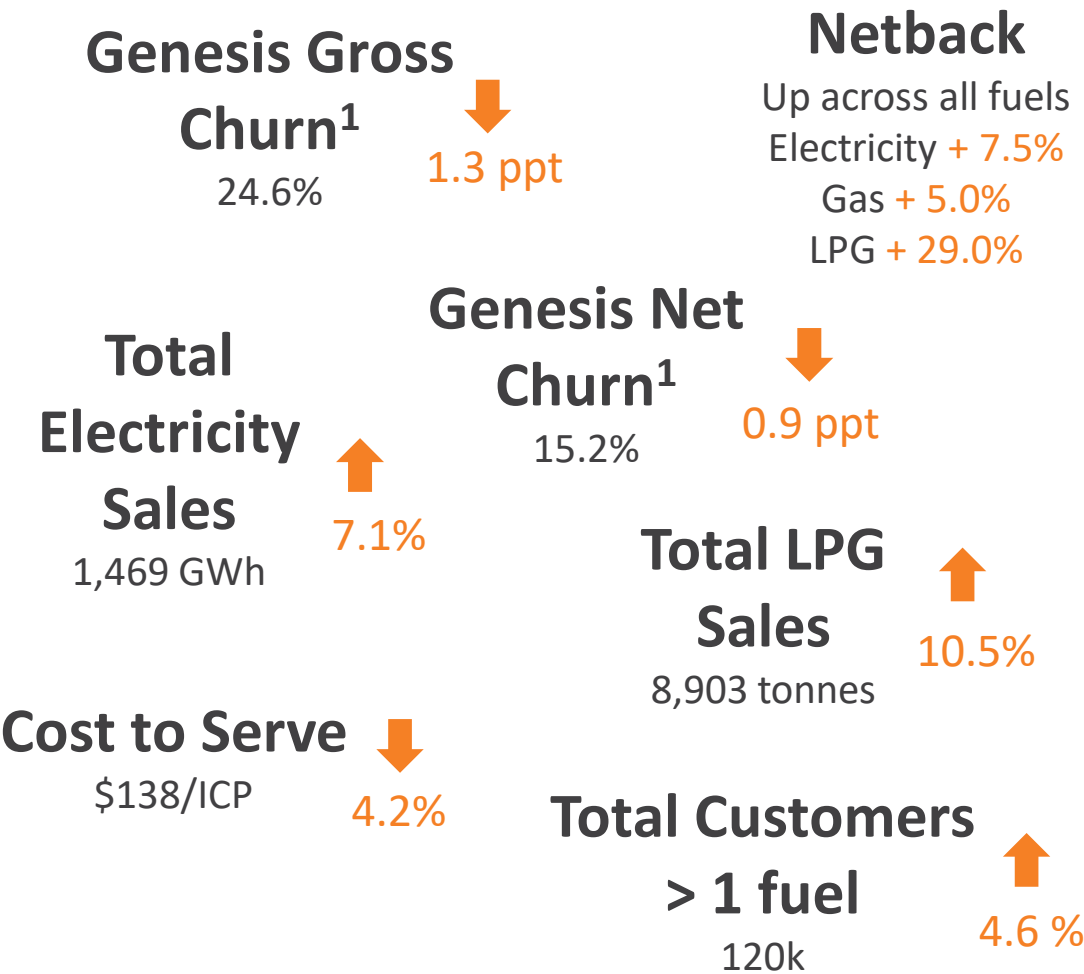 Genesis Gross
Churn¹
24.6%
1.3 ppt
Netback
Up across all fuels
Electricity + 7.5%
Gas + 5.0%
LPG + 29.0%
Genesis Net
Churn¹
15.2%
0.9 ppt
Total
Electricity
Sales
1,469 GWh
7.1%
Total LPG
Sales
8,903 tonnes
10.5%
Cost to Serve
$138/ICP
4.2%
Total Customers
> 1 fuel
120k
4.6 %